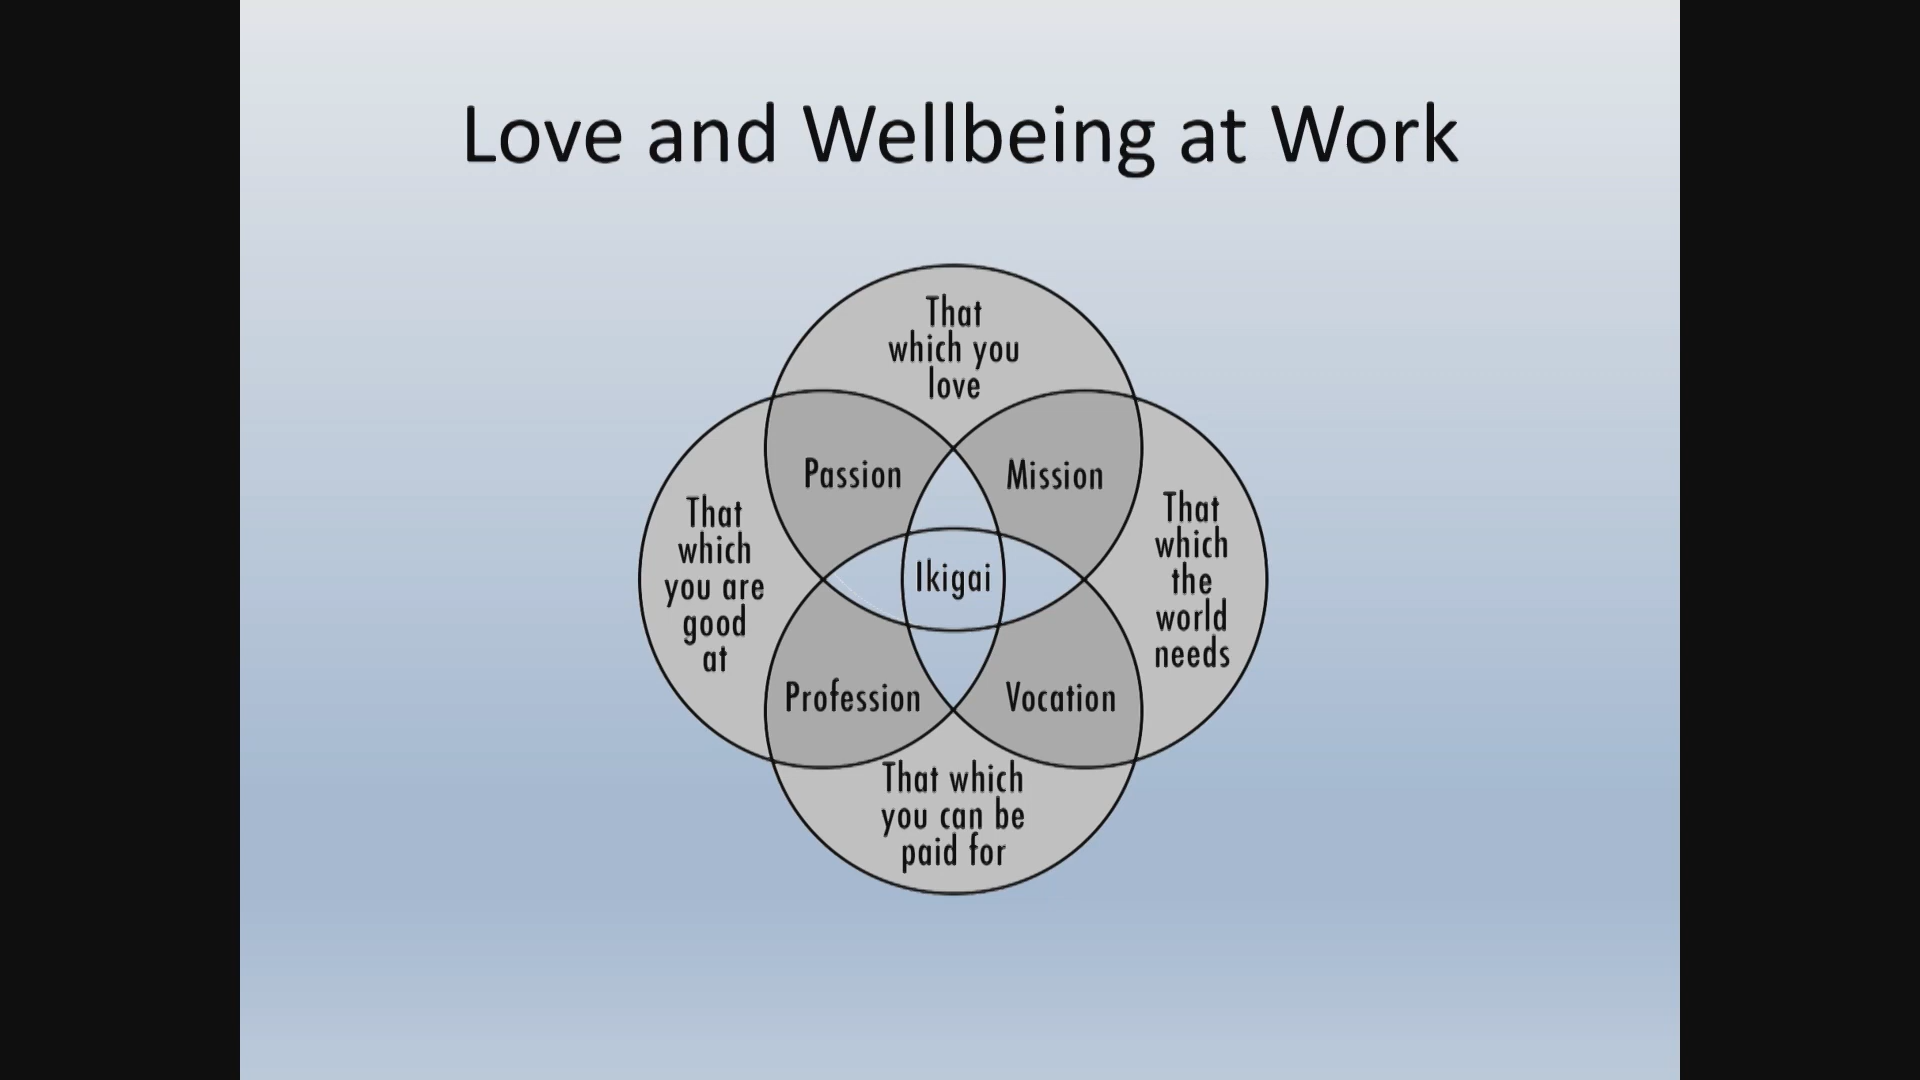 Love and Wellbeing at Work
That
which you
love
Passion
Mission
That
which
you are
good
at
Ikigai
That
which
the
world
needs
Profession
Vocation
That which
you can be
paid for